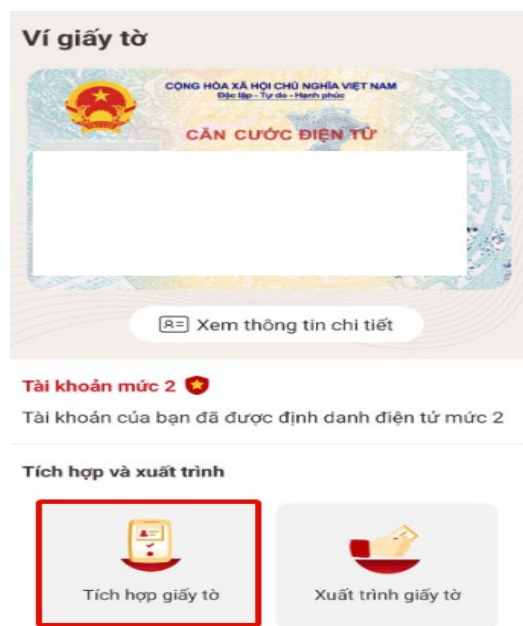 Ví giấy tờ
CỘNG HÒA XÃ HỘI CHỦ NGHĨA VIỆT NAM
Độc lập - Tự do - Hạnh phúc
CĂN CƯỚC ĐIỆN TỬ
Xem thông tin chi tiết
Tài khoản mức 2
Tài khoản của bạn đã được định danh điện tử mức 2
Tích hợp và xuất trình
Tích hợp giấy tờ
Xuất trình giấy tờ